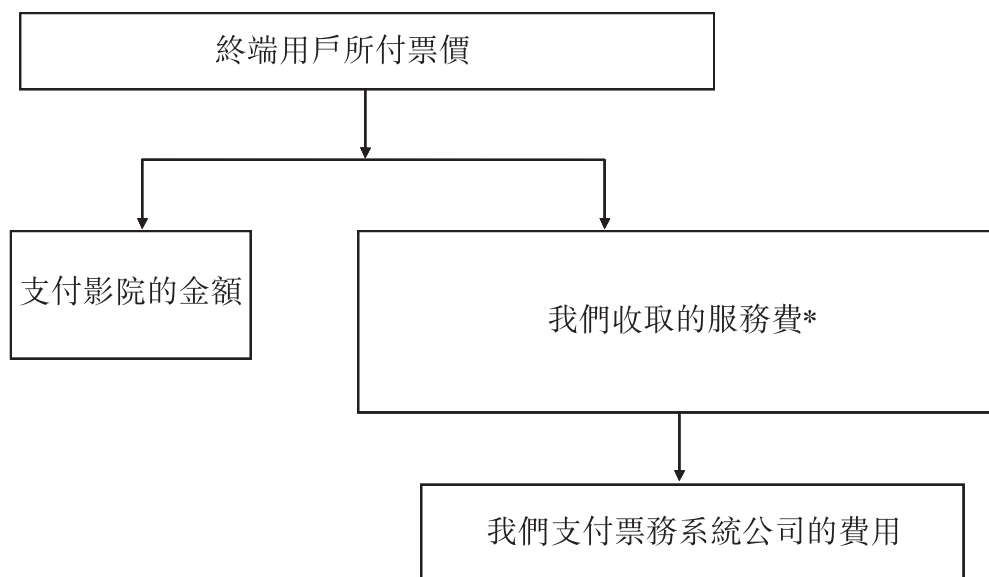 終端用戶所付票價
支付影院的金額
我們收取的服務費*
我們支付票務系統公司的費用